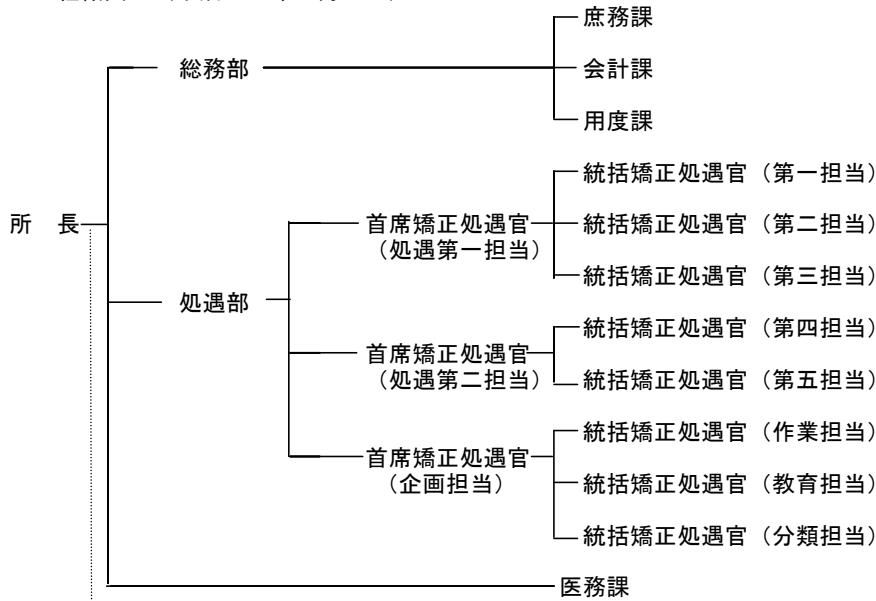 庶務課
総務部
会計課
用度課
統括矯正処遇官（第一担当）
所　長
首席矯正処遇官
（処遇第一担当）
統括矯正処遇官（第二担当）
統括矯正処遇官（第三担当）
処遇部
統括矯正処遇官（第四担当）
首席矯正処遇官
（処遇第二担当）
統括矯正処遇官（第五担当）
統括矯正処遇官（作業担当）
首席矯正処遇官
（企画担当）
統括矯正処遇官（教育担当）
統括矯正処遇官（分類担当）
医務課